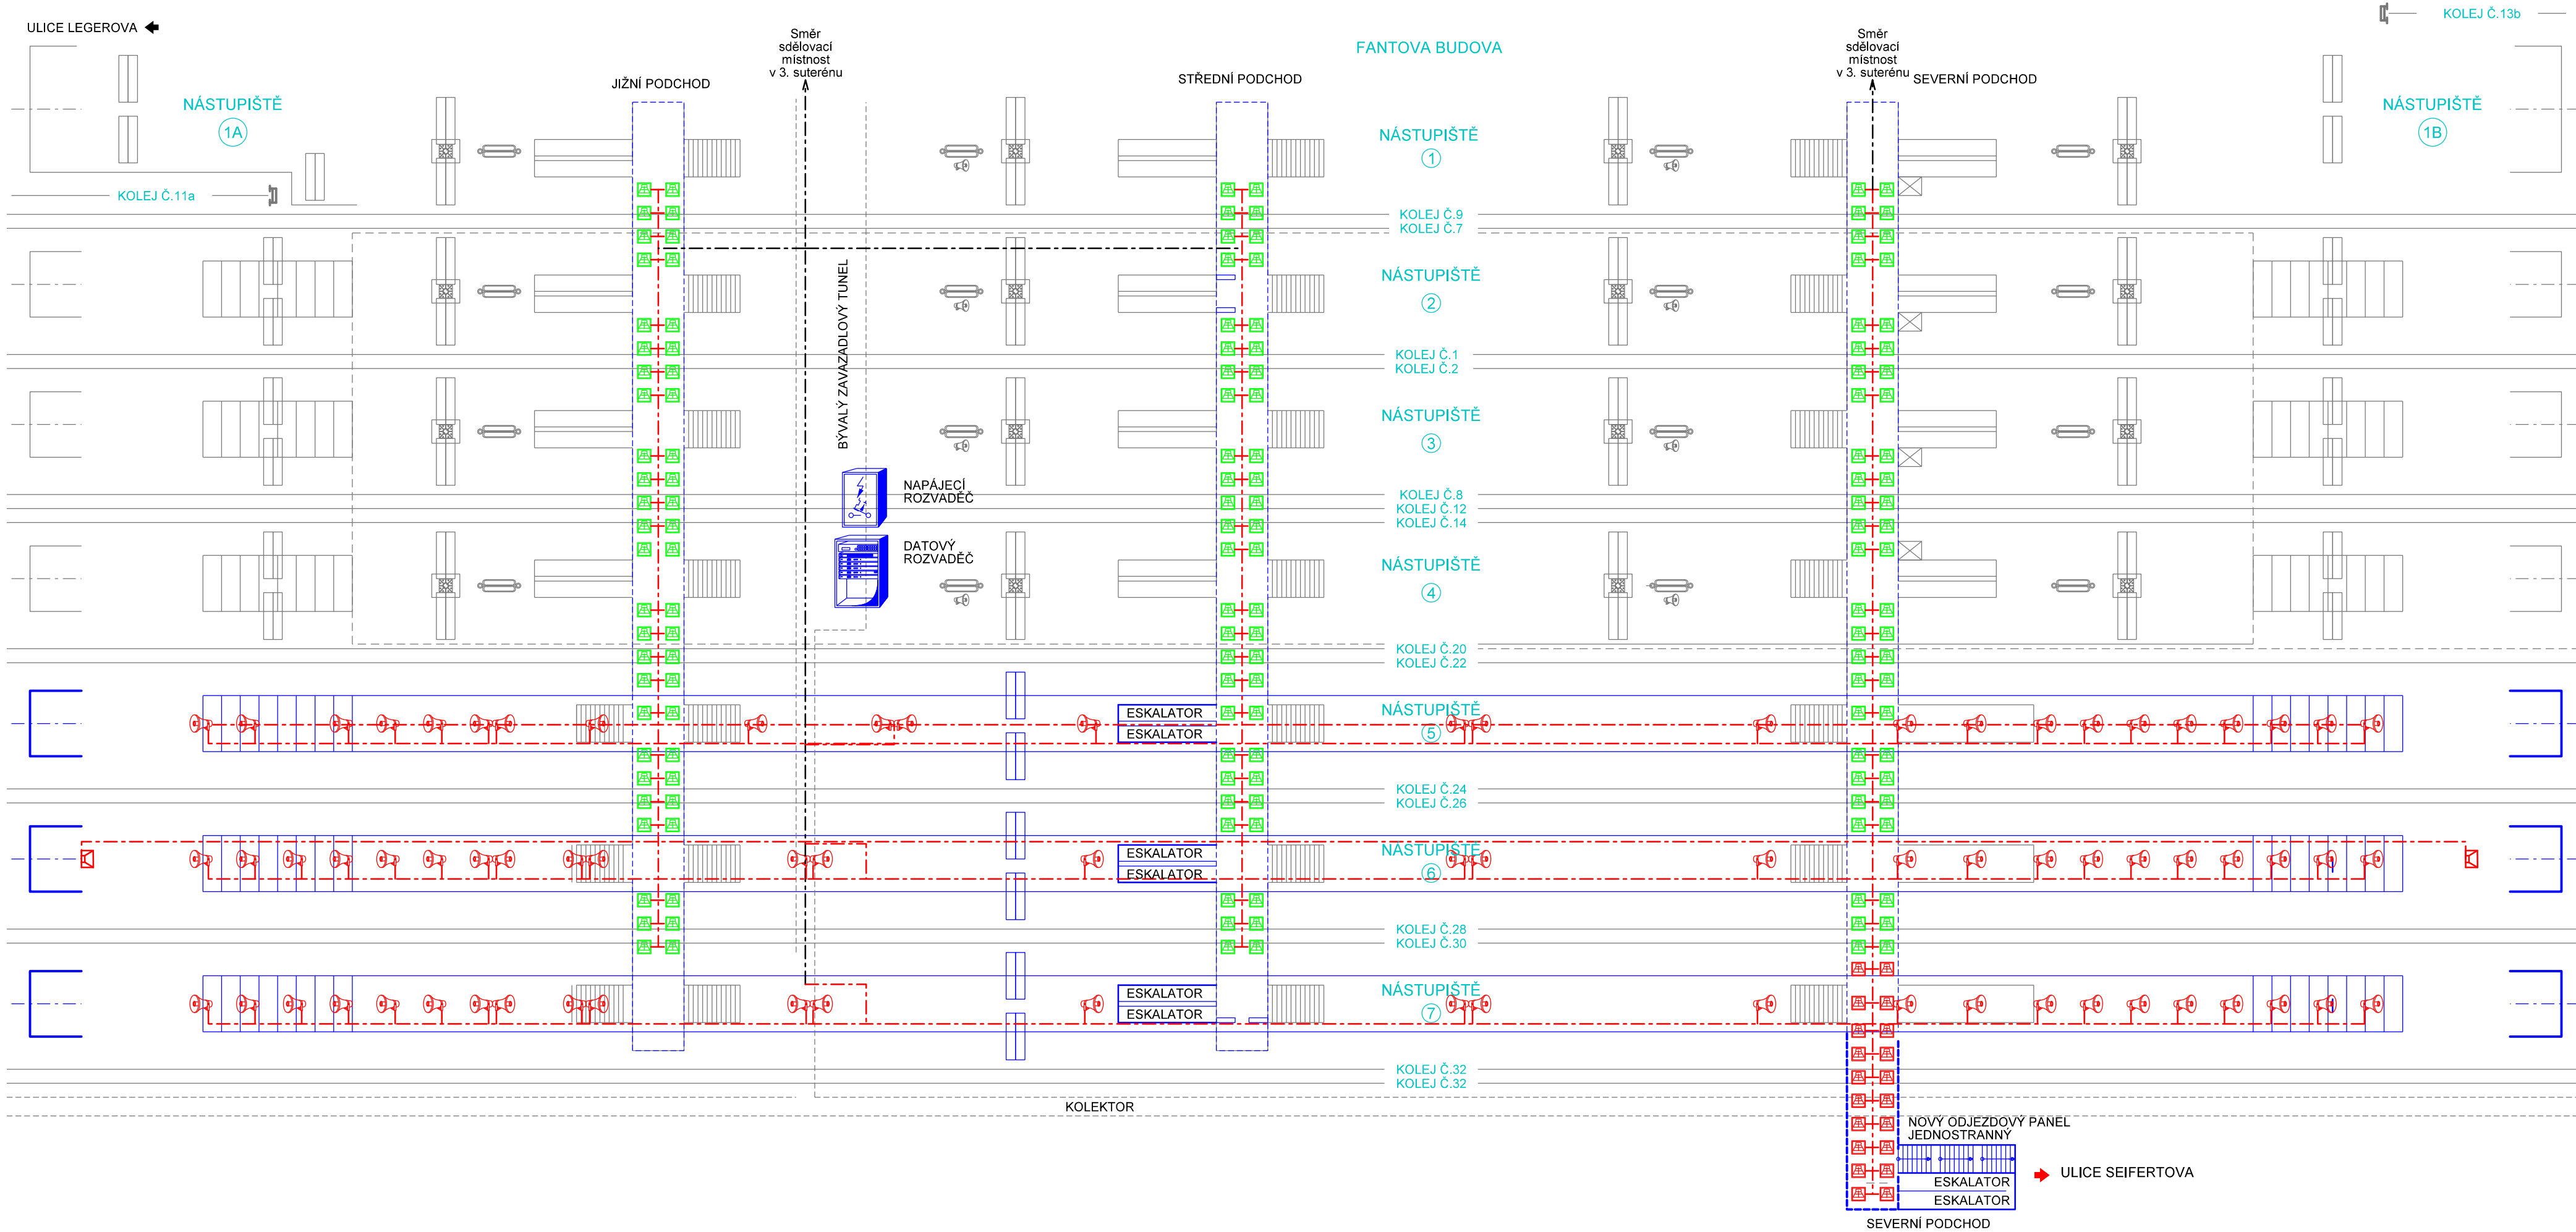 ULICE LEGEROVA
KOLEJ Č.13b
Směr
sdělovací
místnost
v 3. suterénu
FANTOVA BUDOVA
Směr
sdělovací
místnost
v 3. suterénu
JIŽNÍ PODCHOD
STŘEDNÍ PODCHOD
SEVERNÍ PODCHOD
NÁSTUPIŠTĚ
1A
NÁSTUPIŠTĚ
1
NÁSTUPIŠTĚ
1B
KOLEJ Č.11a
KOLEJ Č.9
KOLEJ Č.7
BÝVALÝ ZAVAZADLOVÝ TUNEL
NÁSTUPIŠTĚ
2
KOLEJ Č.1
KOLEJ Č.2
NÁSTUPIŠTĚ
3
NAPÁJECÍ
ROZVADĚČ
KOLEJ Č.8
KOLEJ Č.12
KOLEJ Č.14
DATOVÝ
ROZVADĚČ
NÁSTUPIŠTĚ
4
KOLEJ Č.20
KOLEJ Č.22
ESKALATOR
ESKALATOR
NÁSTUPIŠTĚ
5
KOLEJ Č.24
KOLEJ Č.26
ESKALATOR
ESKALATOR
NÁSTUPIŠTĚ
6
KOLEJ Č.28
KOLEJ Č.30
ESKALATOR
ESKALATOR
NÁSTUPIŠTĚ
7
KOLEJ Č.32
KOLEJ Č.32
KOLEKTOR
NOVÝ ODJEZDOVÝ PANEL
JEDNOSTRANNÝ
ULICE SEIFERTOVA
ESKALATOR
ESKALATOR
SEVERNÍ PODCHOD